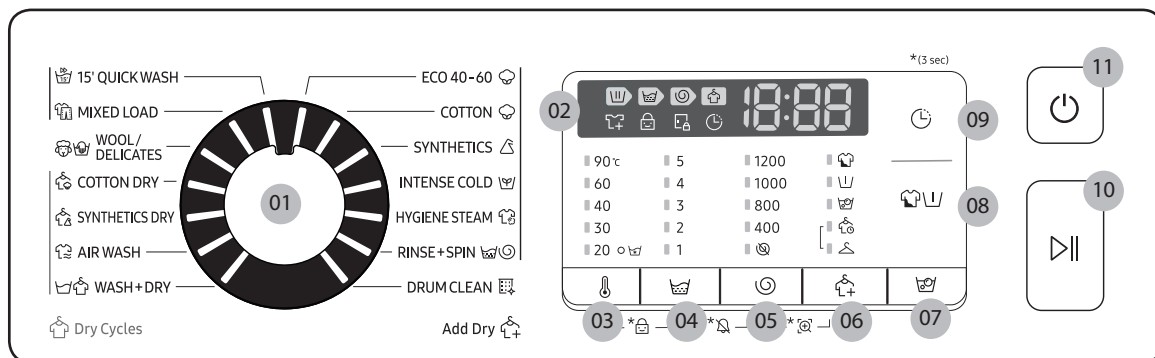 15' QUICK WASH
MIXED LOAD
WOOL/
DELICATES
COTTON DRY
SYNTHETICS DRY
AIR WASH
WASH+DRY
Dry Cycles
01
ECO 40-60
COTTON
SYNTHETICS
INTENSE COLD
HYGIENE STEAM
RINSE+SPIN
DRUM CLEAN
Add Dry
02
18:88
90℃ 5 1200
60 4 1000
40 3 800
30 2 400
20 1
03 * 04 * 05 * 06 07
*(3 sec)
09
08
11
10